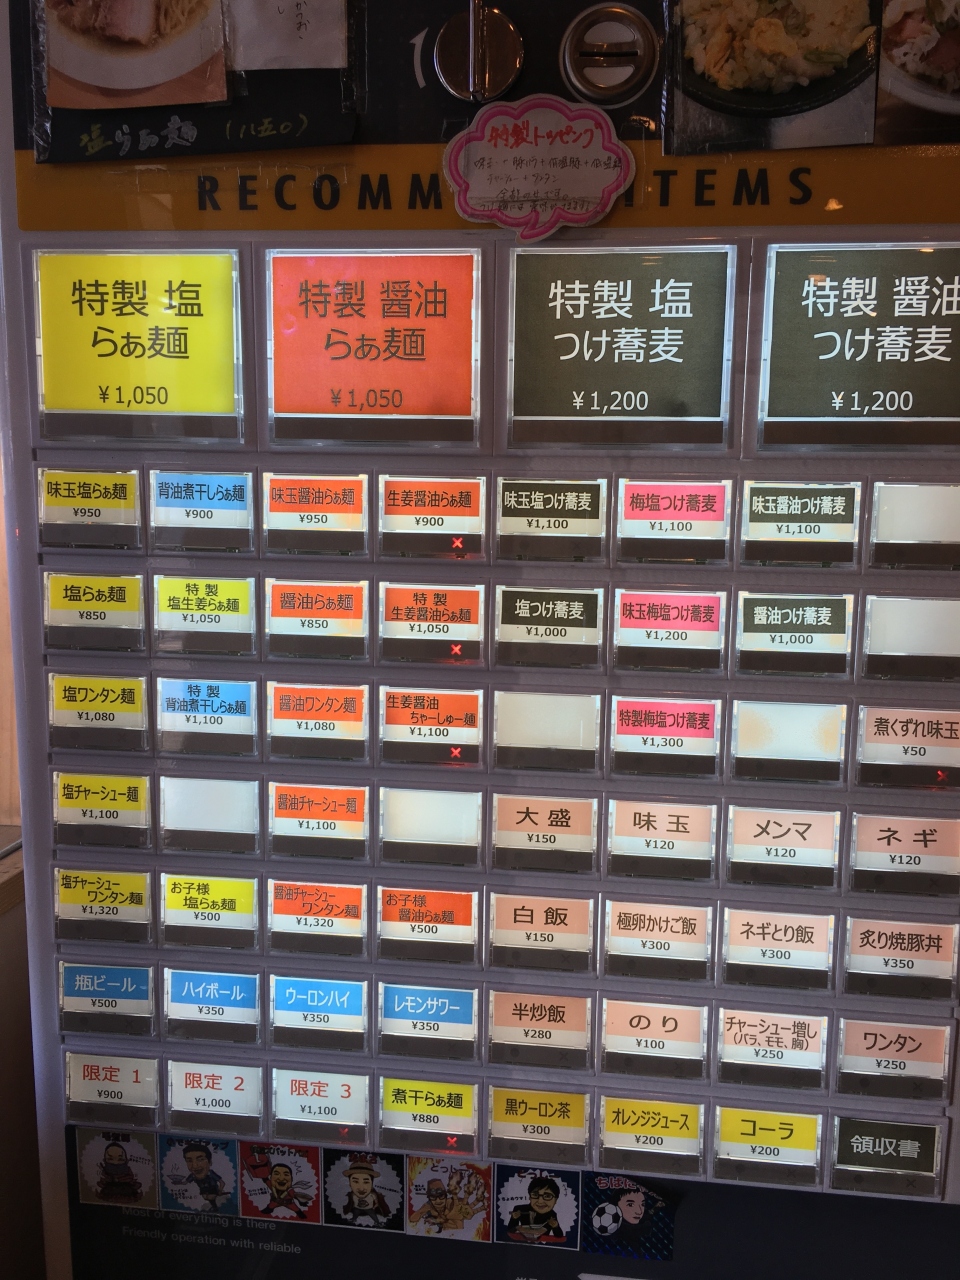 塩らぁ麺 (八五〇)
特製トッピング
RECOMM ITEMS
特製 塩
らぁ麺
¥1,050
特製 醤油
らぁ麺
¥1,050
特製 塩
つけ蕎麦
¥1,200
特製 醤油
つけ蕎麦
¥1,200
味玉塩らぁ麺
¥950
背油煮干しらぁ麺
¥900
味玉醤油らぁ麺
¥950
生姜醤油らぁ麺
¥900
味玉塩つけ蕎麦
¥1,100
梅塩つけ蕎麦
¥1,100
味玉醤油つけ蕎麦
¥1,100
塩らぁ麺
¥850
特 製
塩生姜らぁ麺
¥1,050
醤油らぁ麺
¥850
特 製
生姜醤油らぁ麺
¥1,050
塩つけ蕎麦
¥1,000
味玉梅塩つけ蕎麦
¥1,200
醤油つけ蕎麦
¥1,000
塩ワンタン麺
¥1,080
特 製
背油煮干しらぁ麺
¥1,100
醤油ワンタン麺
¥1,080
生姜醤油
ちゃーしゅー麺
¥1,100
特製梅塩つけ蕎麦
¥1,300
煮くずれ味玉
¥50
塩チャーシュー麺
¥1,100
醤油チャーシュー麺
¥1,100
大 盛
¥150
味 玉
¥120
メンマ
¥120
ネ ギ
¥120
塩チャーシュー
ワンタン麺
¥1,320
お子様
塩らぁ麺
¥500
醤油チャーシュー
ワンタン麺
¥1,320
お子様
醤油らぁ麺
¥500
白 飯
¥150
極卵かけご飯
¥300
ネギとり飯
¥300
炙り焼豚丼
¥350
瓶ビール
¥500
ハイボール
¥350
ウーロンハイ
¥350
レモンサワー
¥350
半炒飯
¥280
の り
¥100
チャーシュー増し
(バラ、モモ、胸)
¥250
ワンタン
¥250
限定 1
¥900
限定 2
¥1,000
限定 3
¥1,100
煮干らぁ麺
¥880
黒ウーロン茶
¥300
オレンジジュース
¥200
コーラ
¥200
領収書
Most of everything is there
Friendly operation with reliable